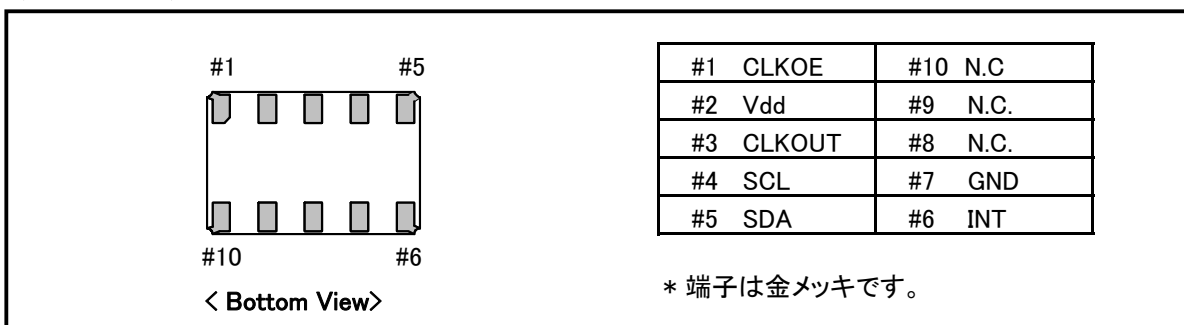 #1 #5
#10 #6
< Bottom View>
#1 CLKOE #10 N.C
#2 Vdd #9 N.C.
#3 CLKOUT #8 N.C.
#4 SCL #7 GND
#5 SDA #6 INT
* 端子は金メッキです。